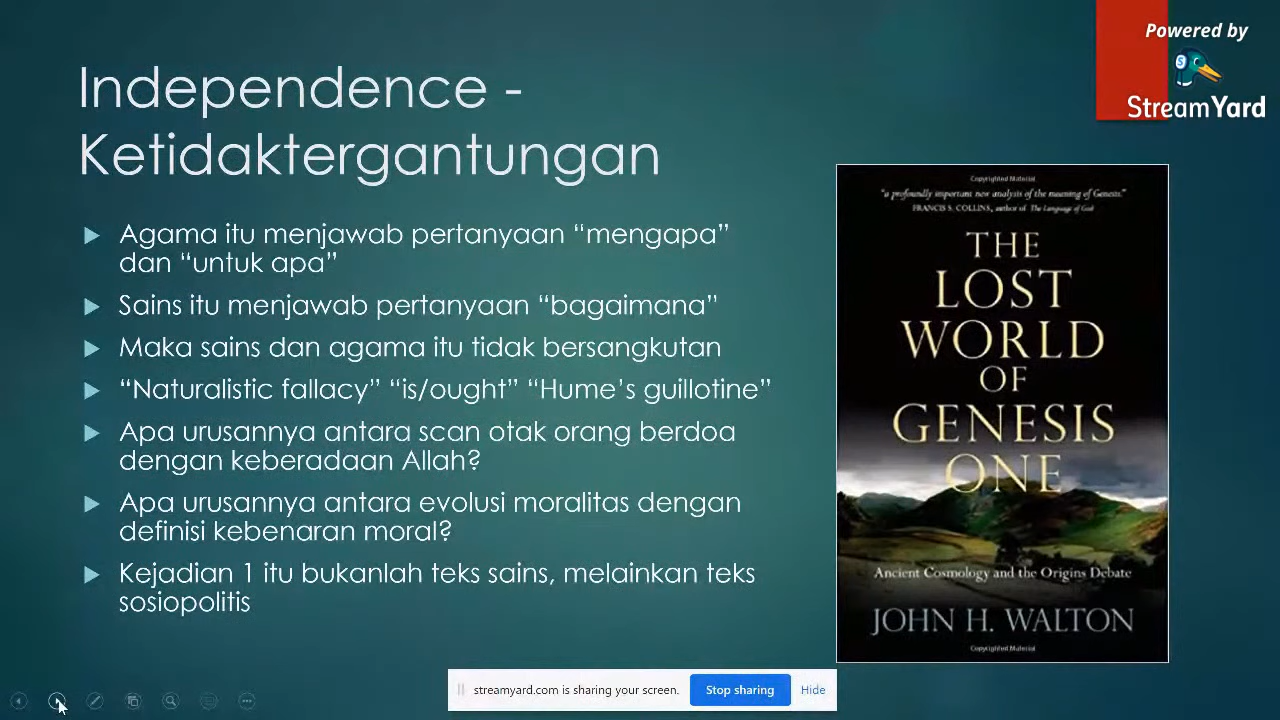 Powered by
StreamYard
Independence -
Ketidaktergantungan
Agama itu menjawab pertanyaan “mengapa”
dan “untuk apa”
Sains itu menjawab pertanyaan “bagaimana”
Maka sains dan agama itu tidak bersangkutan
“Naturalistic fallacy” “is/ought” “Hume’s guillotine”
Apa urusannya antara scan otak orang berdoa
dengan keberadaan Allah?
Apa urusannya antara evolusi moralitas dengan
definisi kebenaran moral?
Kejadian 1 itu bukanlah teks sains, melainkan teks
sosiopolitis
Copyrighted Material
“a profoundly important new analysis of the meaning of Genesis.”
FRANCIS S. COLLINS, author of The Language of God
THE
LOST
WORLD
OF
GENESIS
ONE
Ancient Cosmology and the Origins Debate
JOHN H. WALTON
Copyrighted Material
streamyard.com is sharing your screen.
Stop sharing
Hide